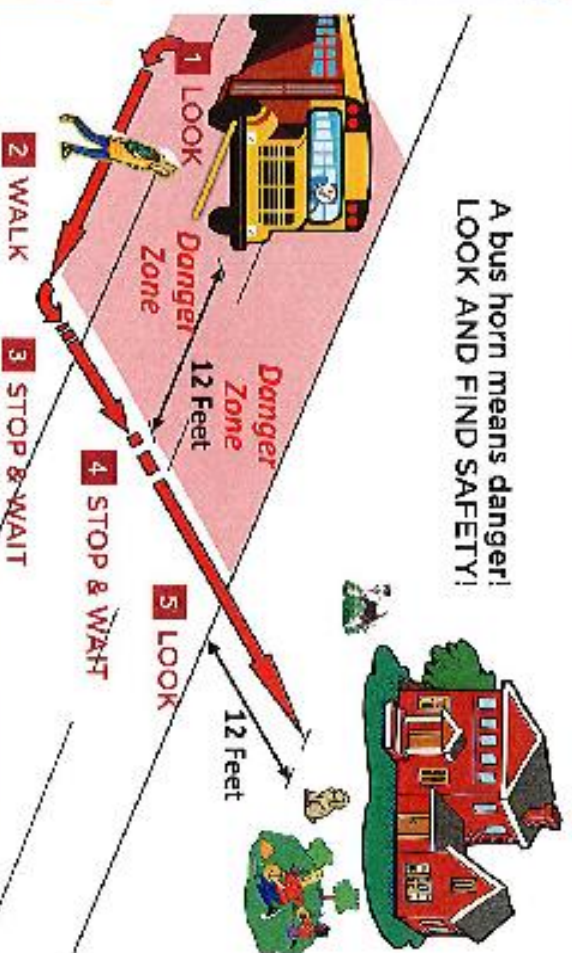 A bus horn means danger!
LOOK AND FIND SAFETY!
1 LOOK
Danger
Zone
Danger
Zone
12 Feet
2 WALK
3 STOP & WAIT
4 STOP & WAIT
5 LOOK
12 Feet